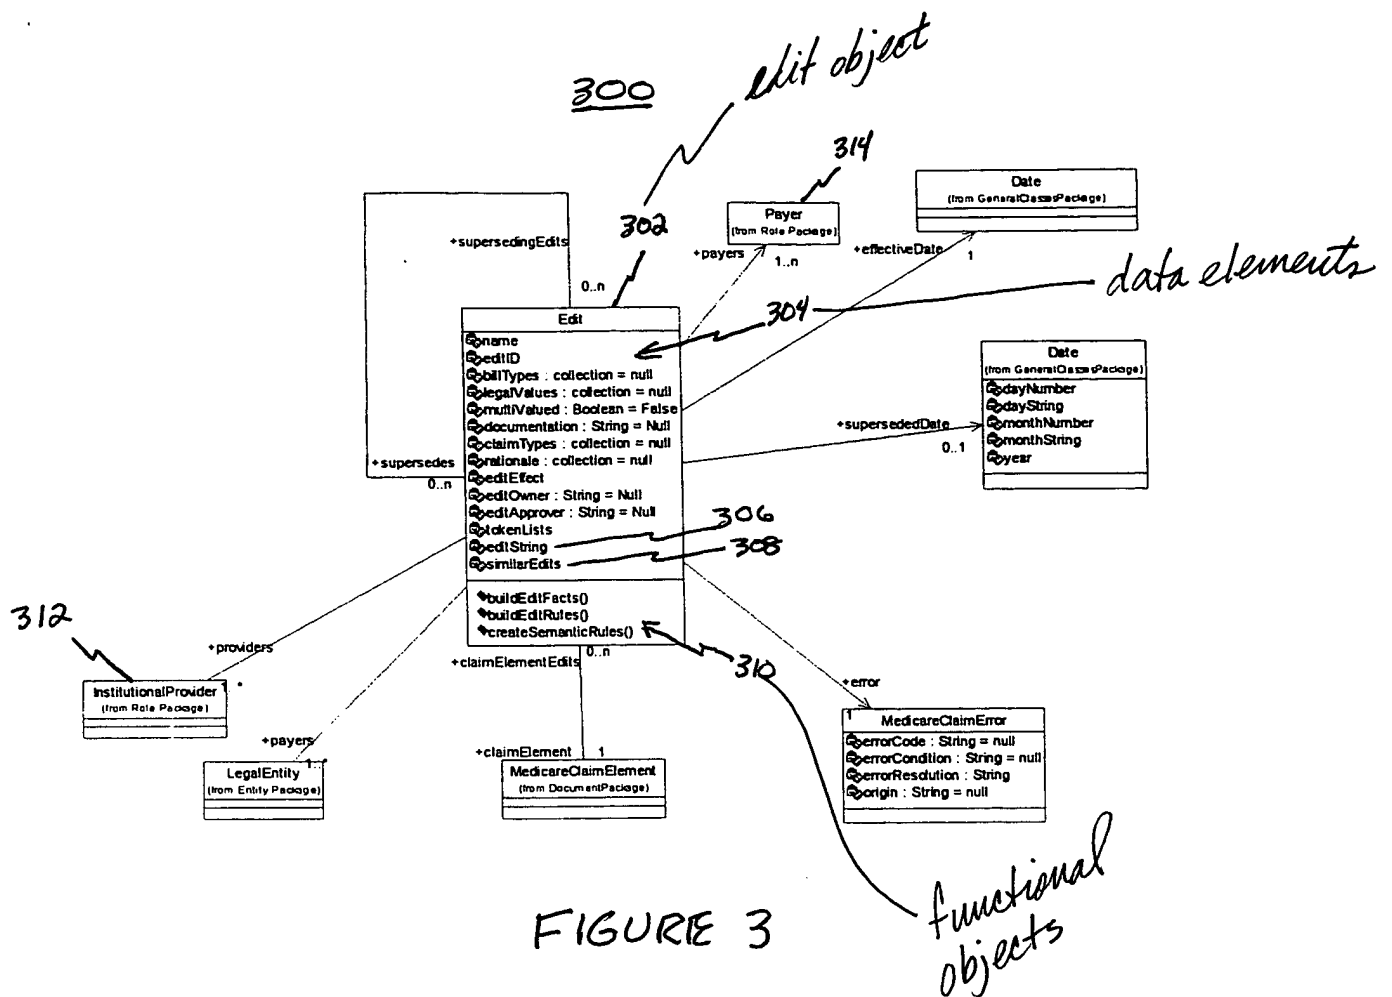 edit object
300
314
302
Date
(from GeneralClassesPackage)
Payer
(from Role Package)
+supersedingEdits
+payers
1..n
+effectiveDate
1
data elements
0..n
304
Edit
name
editID
billTypes : collection = null
legalValues : collection = null
multiValued : Boolean = False
documentation : String = Null
claimTypes : collection = null
rationale : collection = null
editEffect
editOwner : String = Null
editApprover : String = Null
tokenLists
editString
similarEdits
buildEditFacts()
buildEditRules()
createSemanticRules()
Date
(from GeneralClassesPackage)
dayNumber
dayString
monthNumber
monthString
year
+supersededDate
0..1
+supersedes
0..n
306
308
312
+providers
1..*
InstitutionalProvider
(from Role Package)
+claimElementEdits
0..n
310
+error
1
MedicareClaimError
errorCode : String = null
errorCondition : String = null
errorResolution : String
origin : String = null
+payers
1..*
LegalEntity
(from Entity Package)
+claimElement
1
MedicareClaimElement
(from DocumentPackage)
functional
objects
FIGURE 3